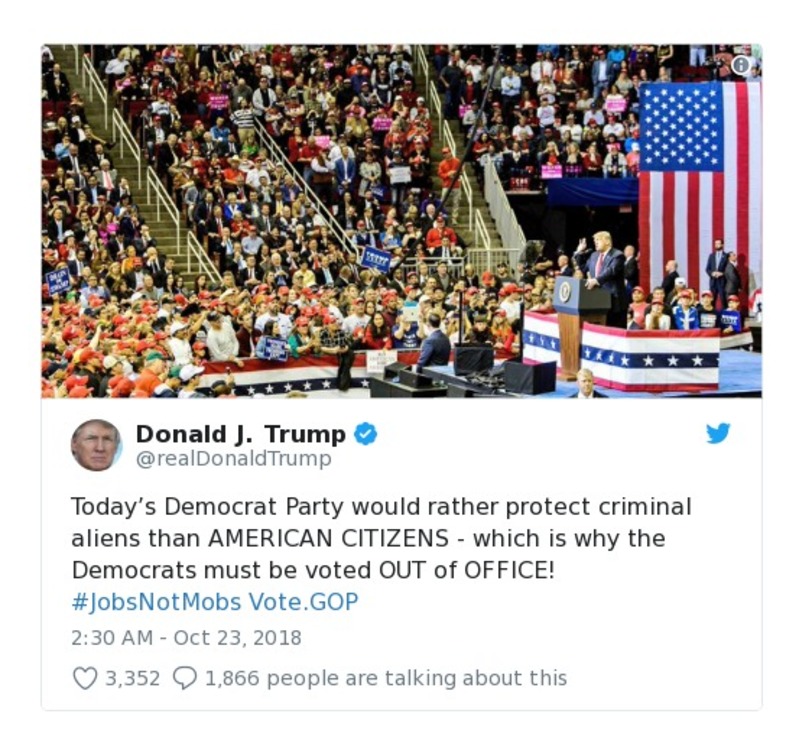 Donald J. Trump
@realDonaldTrump
Today’s Democrat Party would rather protect criminal
aliens than AMERICAN CITIZENS - which is why the
Democrats must be voted OUT of OFFICE!
#JobsNotMobs Vote.GOP
2:30 AM - Oct 23, 2018
3,352 1,866 people are talking about this